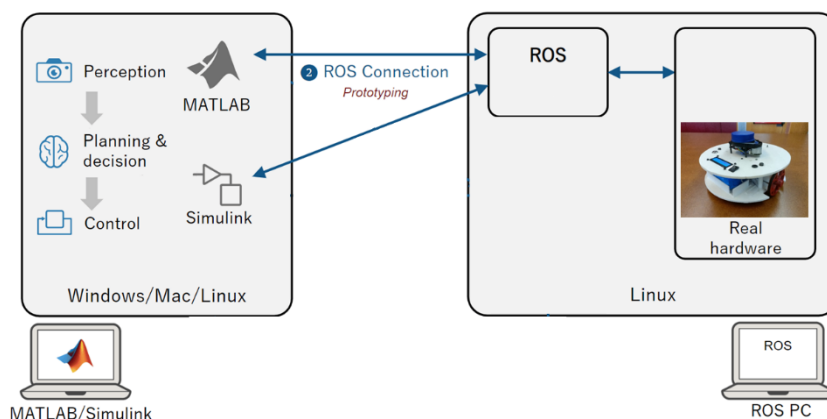 Perception
MATLAB
Planning &
decision
Simulink
Control
Windows/Mac/Linux
2 ROS Connection
Prototyping
ROS
Real
hardware
Linux
MATLAB/Simulink
ROS
ROS PC